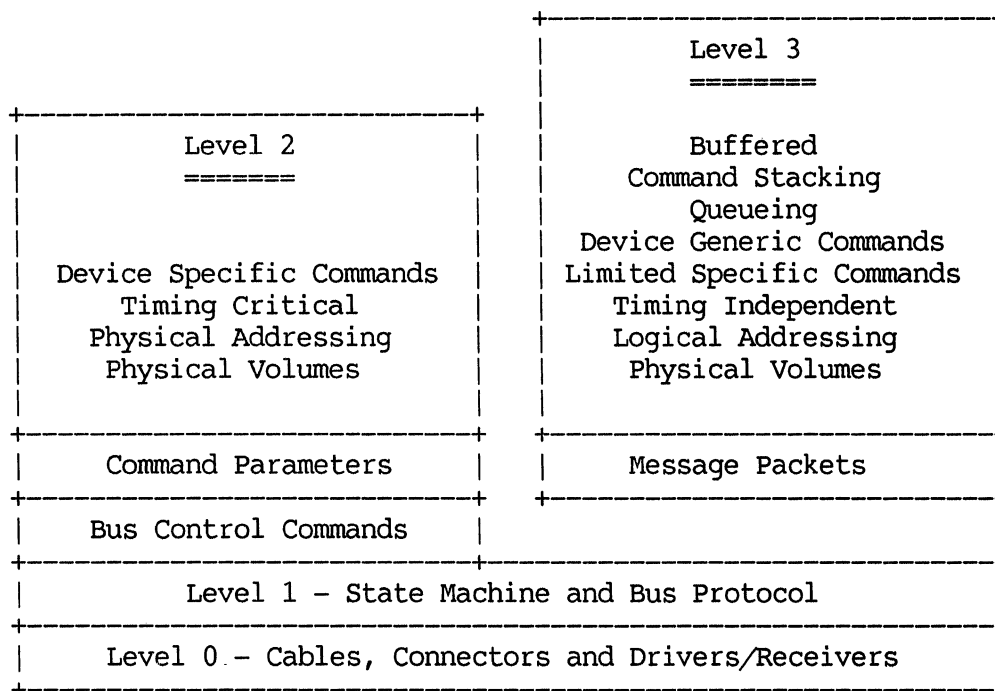 Level 2
=======
Device Specific Commands
Timing Critical
Physical Addressing
Physical Volumes
Command Parameters
Bus Control Commands
Level 3
========
Buffered
Command Stacking
Queueing
Device Generic Commands
Limited Specific Commands
Timing Independent
Logical Addressing
Physical Volumes
Message Packets
Level 1 - State Machine and Bus Protocol
Level 0 - Cables, Connectors and Drivers/Receivers